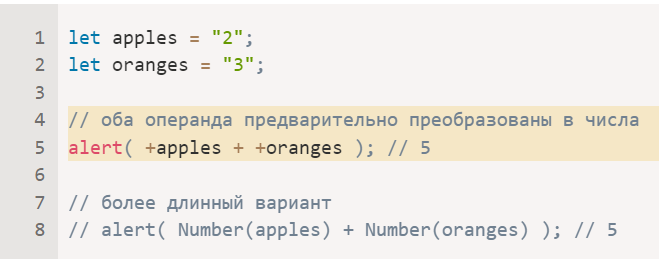 1 let apples = "2";
2 let oranges = "3";
3
4 // оба операнда предварительно преобразованы в числа
5 alert( +apples + +oranges ); // 5
6
7 // более длинный вариант
8 // alert( Number(apples) + Number(oranges) ); // 5